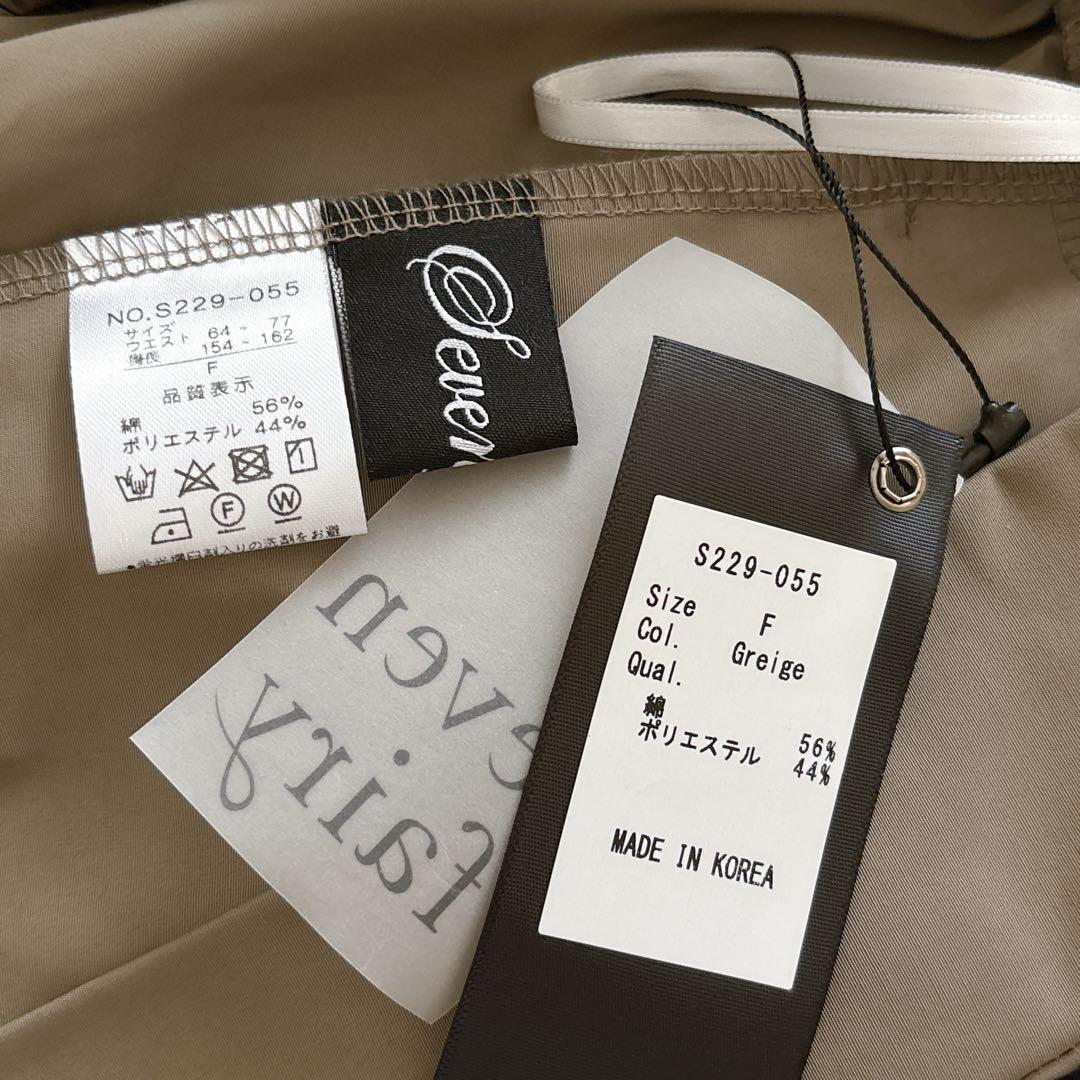 NO.S229-055
サイズ
ウエスト 64~ 77
身長 154~162
F
品質表示
綿 56%
ポリエステル 44%
F
W
Seven
S229-055
Size F
Col. Greige
Qual.
綿 56%
ポリエステル 44%
MADE IN KOREA